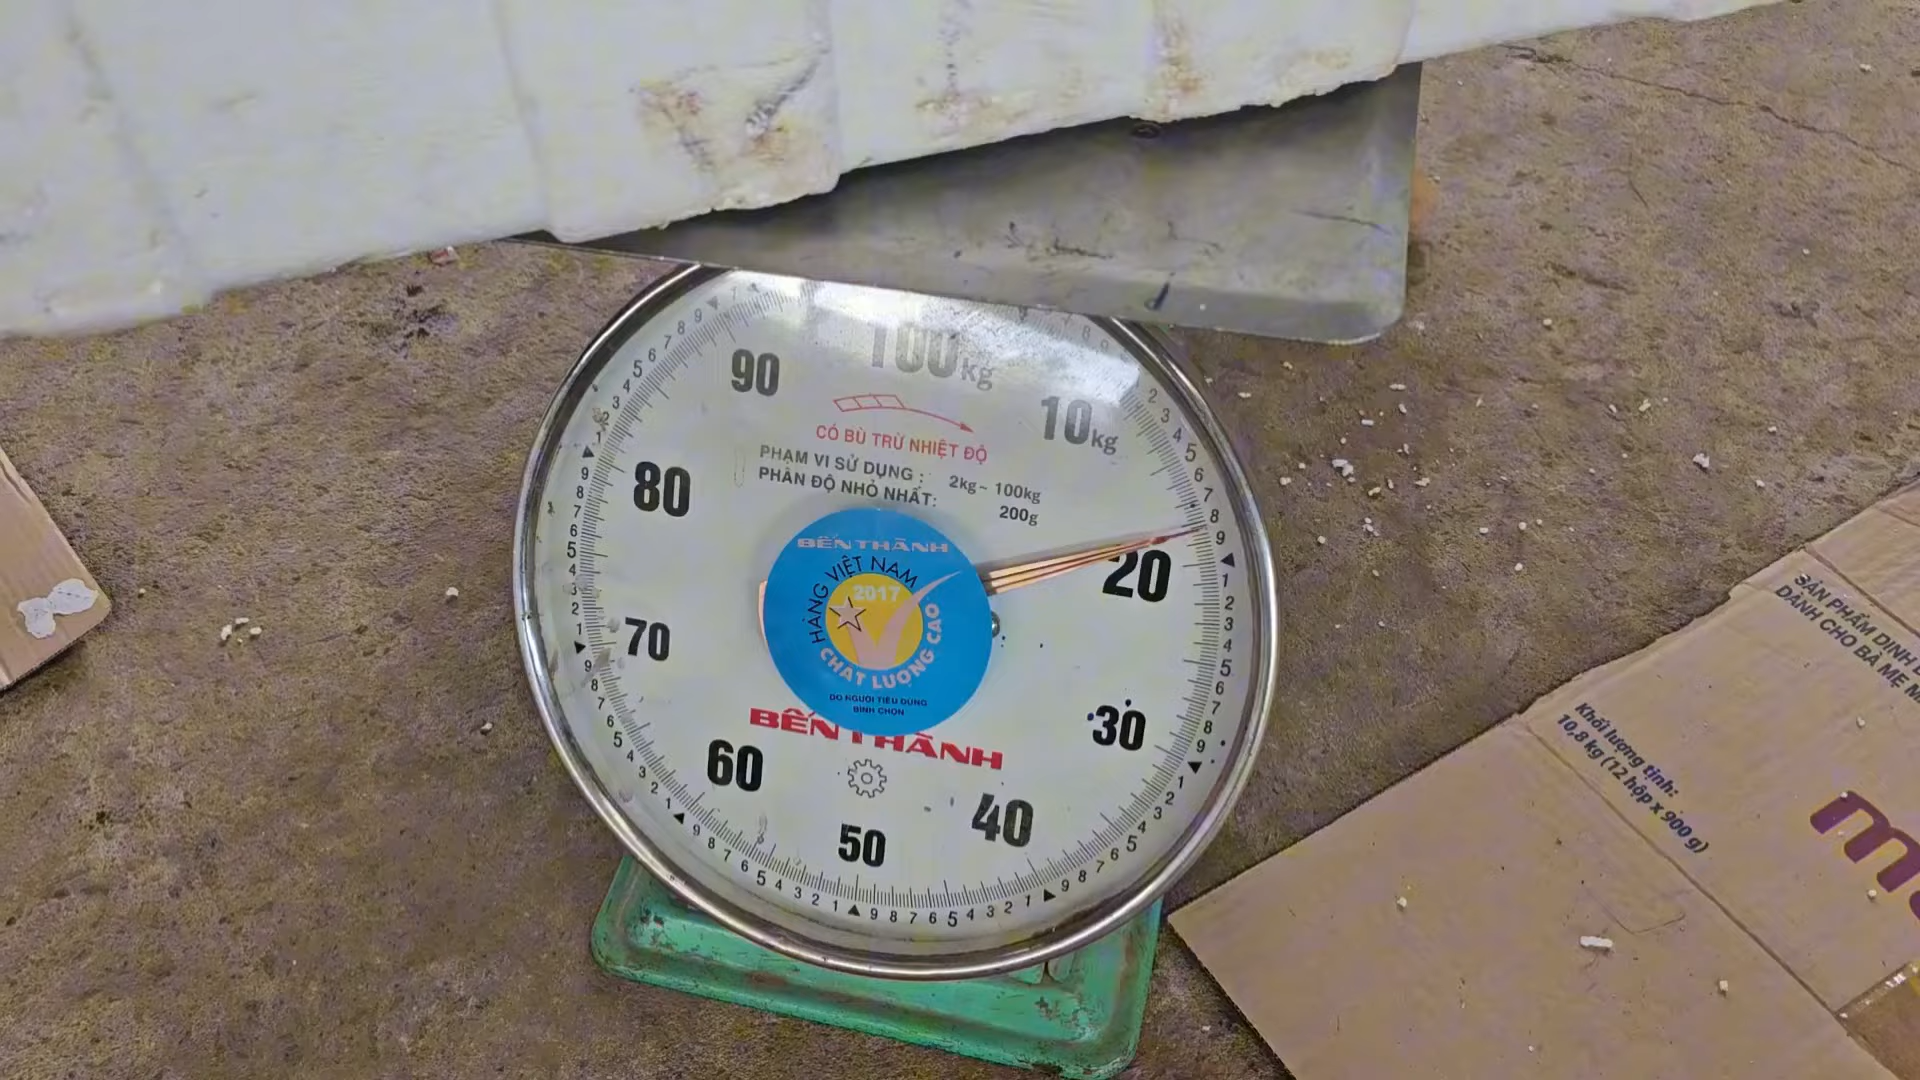 100kg
90
10kg
CÓ BÙ TRỪ NHIỆT ĐỘ
PHẠM VI SỬ DỤNG : 2kg - 100kg
PHÂN ĐỘ NHỎ NHẤT: 200g
80
20
BẾN THÀNH
HÀNG VIỆT NAM
2017
CHẤT LƯỢNG CAO
DO NGƯỜI TIÊU DÙNG
BÌNH CHỌN
70
30
BẾN THÀNH
60
40
50
SẢN PHẨM DINH
DÀNH CHO BÀ MẸ M
Khối lượng tịnh:
10,8 kg (12 hộp x 900 g)